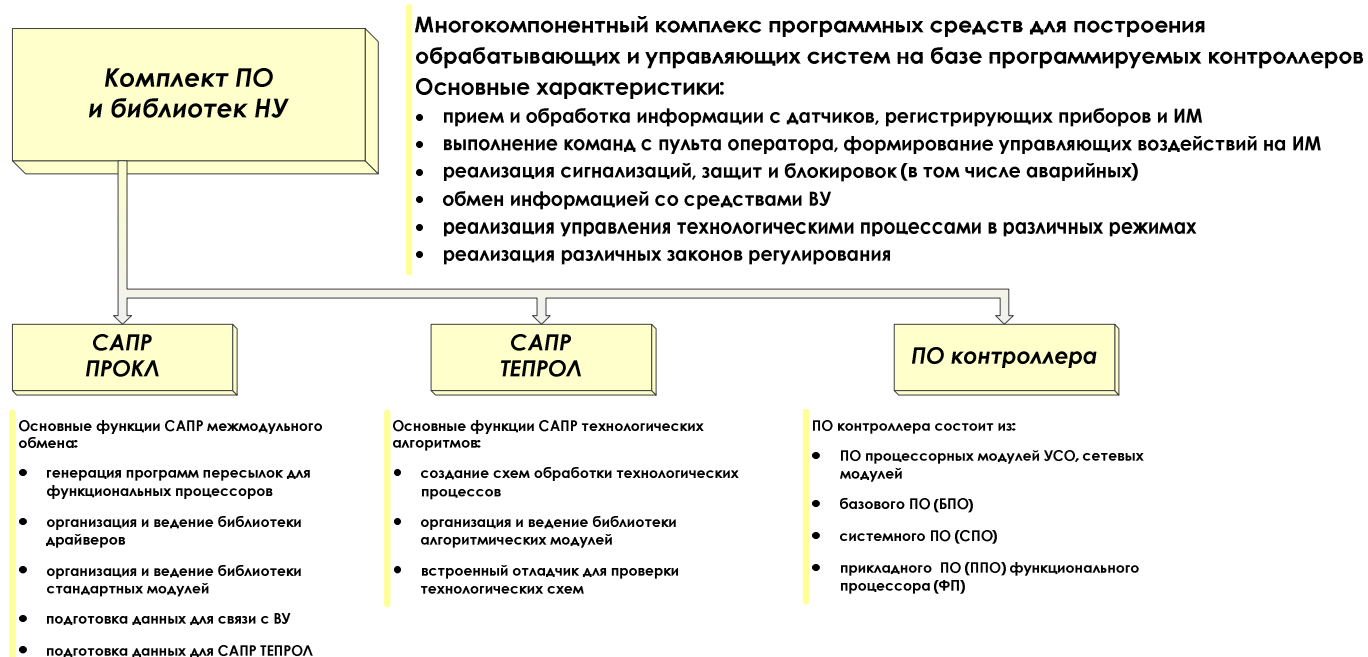 Комплект ПО
и библиотек НУ
Многокомпонентный комплекс программных средств для построения
обрабатывающих и управляющих систем на базе программируемых контроллеров
Основные характеристики:
• прием и обработка информации с датчиков, регистрирующих приборов и ИМ
• выполнение команд с пульта оператора, формирование управляющих воздействий на ИМ
• реализация сигнализаций, защит и блокировок (в том числе аварийных)
• обмен информацией со средствами ВУ
• реализация управления технологическими процессами в различных режимах
• реализация различных законов регулирования
САПР
ПРОКЛ
Основные функции САПР межмодульного
обмена:
• генерация программ пересылок для
функциональных процессоров
• организация и ведение библиотеки
драйверов
• организация и ведение библиотеки
стандартных модулей
• подготовка данных для связи с ВУ
• подготовка данных для САПР ТЕПРОЛ
САПР
ТЕПРОЛ
Основные функции САПР технологических
алгоритмов:
• создание схем обработки технологических
процессов
• организация и ведение библиотеки
алгоритмических модулей
• встроенный отладчик для проверки
технологических схем
ПО контроллера
ПО контроллера состоит из:
• ПО процессорных модулей УСО, сетевых
модулей
• базового ПО (БПО)
• системного ПО (СПО)
• прикладного ПО (ППО) функционального
процессора (ФП)